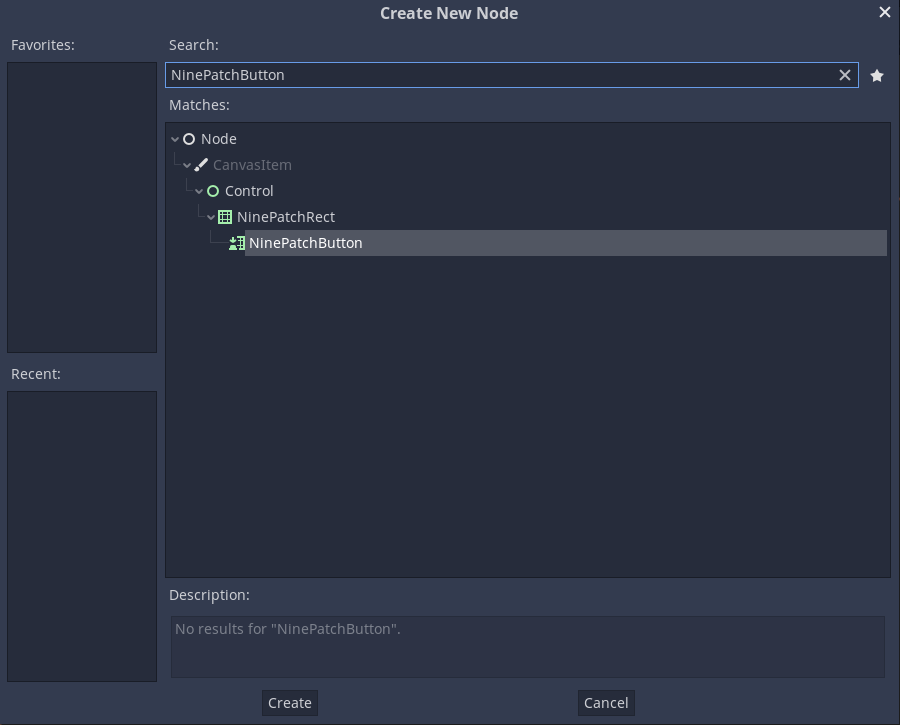 Create New Node
Favorites:
Search:
NinePatchButton
Matches:
Node
CanvasItem
Control
NinePatchRect
NinePatchButton
Recent:
Description:
No results for "NinePatchButton".
Create
Cancel